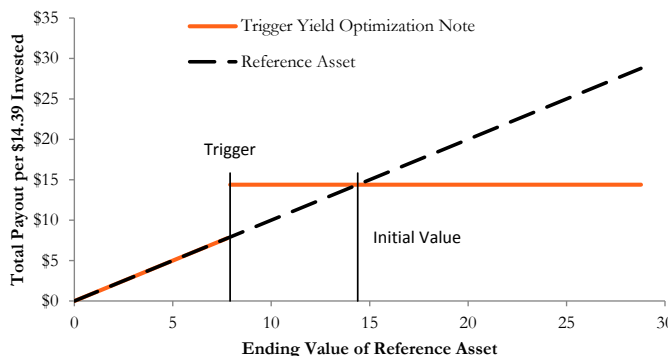 $35
$30
$25
$20
$15
$10
$5
$0
Total Payout per $14.39 Invested
Trigger Yield Optimization Note
Reference Asset
Trigger
Initial Value
0 5 10 15 20 25 30
Ending Value of Reference Asset